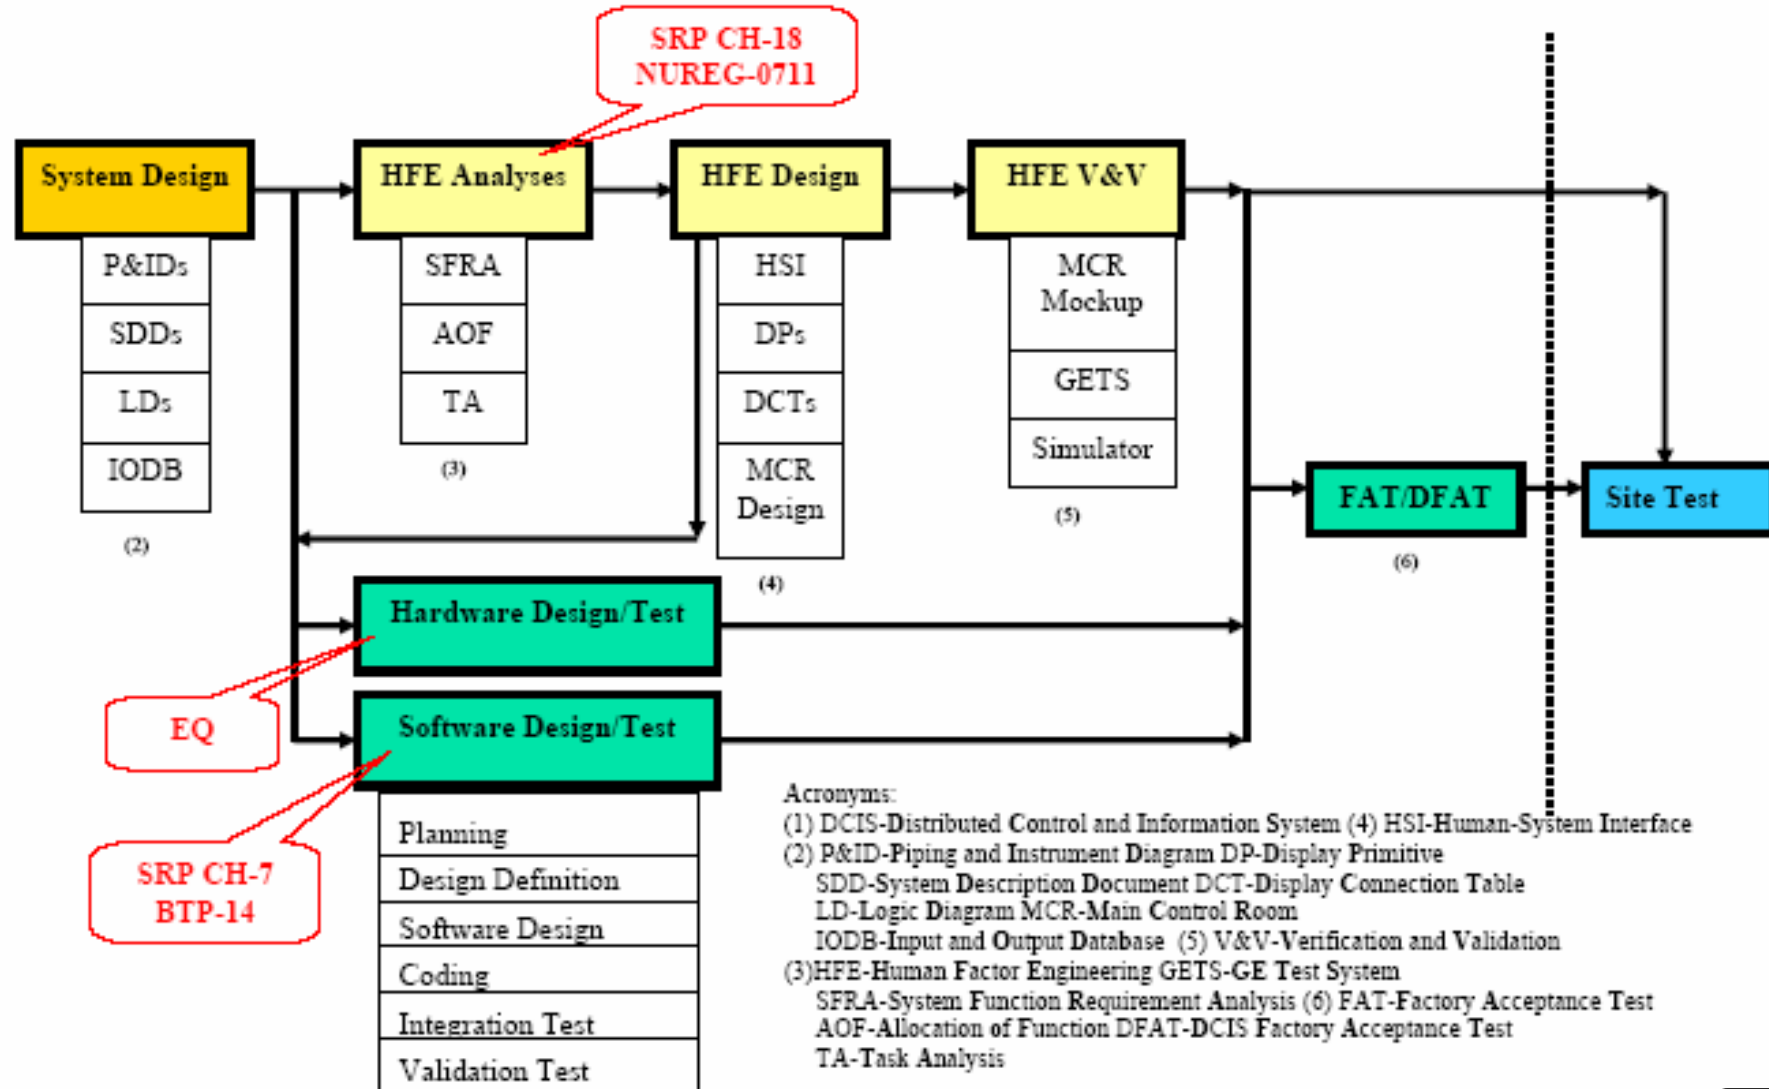 SRP CH-18
NUREG-0711
System Design
P&IDs
SDDs
LDs
IODB
(2)
HFE Analyses
SFRA
AOF
TA
(3)
HFE Design
HSI
DPs
DCTs
MCR
Design
(4)
HFE V&V
MCR
Mockup
GETS
Simulator
(5)
FAT/DFAT
(6)
Site Test
Hardware Design/Test
EQ
Software Design/Test
SRP CH-7
BTP-14
Planning
Design Definition
Software Design
Coding
Integration Test
Validation Test
Acronyms:
(1) DCIS-Distributed Control and Information System (4) HSI-Human-System Interface
(2) P&ID-Piping and Instrument Diagram DP-Display Primitive
SDD-System Description Document DCT-Display Connection Table
LD-Logic Diagram MCR-Main Control Room
IODB-Input and Output Database (5) V&V-Verification and Validation
(3)HFE-Human Factor Engineering GETS-GE Test System
SFRA-System Function Requirement Analysis (6) FAT-Factory Acceptance Test
AOF-Allocation of Function DFAT-DCIS Factory Acceptance Test
TA-Task Analysis